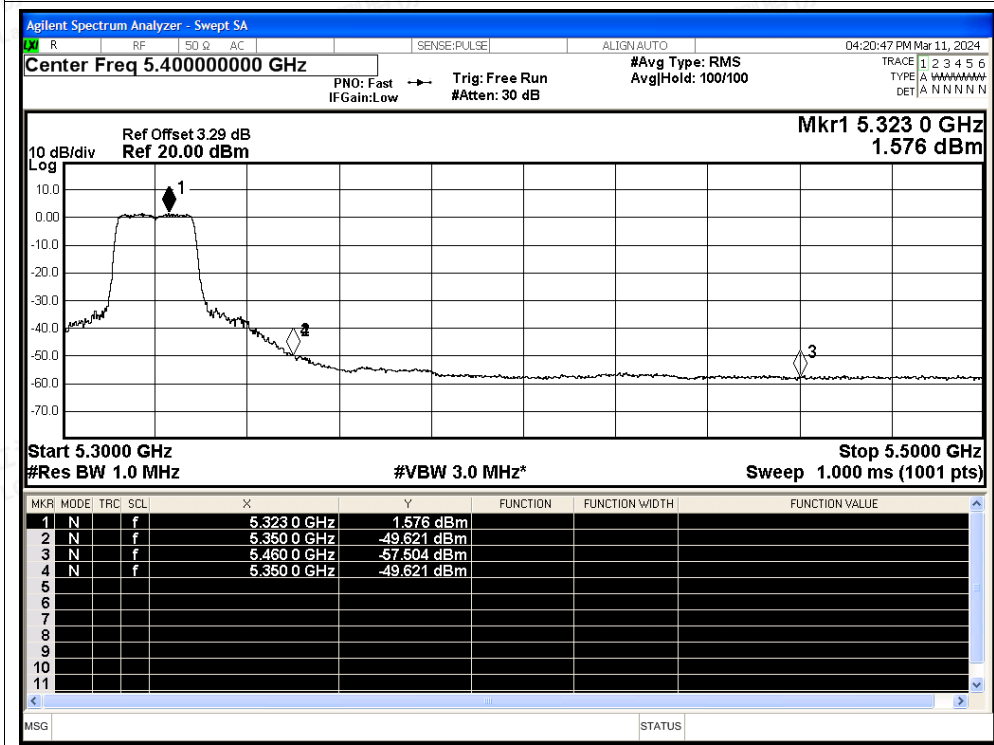 Agilent Spectrum Analyzer - Swept SA
LXI R RF 50 Ω AC SENSE:PULSE ALIGN AUTO 04:20:47 PM Mar 11, 2024
Center Freq 5.400000000 GHz
PNO: Fast
IFGain:Low
Trig: Free Run
#Atten: 30 dB
#Avg Type: RMS
Avg|Hold: 100/100
TRACE 1 2 3 4 5 6
TYPE A WWWWW
DET A N N N N N
Mkr1 5.323 0 GHz
1.576 dBm
Ref Offset 3.29 dB
10 dB/div Ref 20.00 dBm
Log
10.0
0.00
-10.0
-20.0
-30.0
-40.0
-50.0
-60.0
-70.0
1
3
Start 5.3000 GHz Stop 5.5000 GHz
#Res BW 1.0 MHz #VBW 3.0 MHz* Sweep 1.000 ms (1001 pts)
MKR MODE TRC SCL X Y FUNCTION FUNCTION WIDTH FUNCTION VALUE
1 N f 5.323 0 GHz 1.576 dBm
2 N f 5.350 0 GHz -49.621 dBm
3 N f 5.460 0 GHz -57.504 dBm
4 N f 5.350 0 GHz -49.621 dBm
5
6
7
8
9
10
11
MSG STATUS